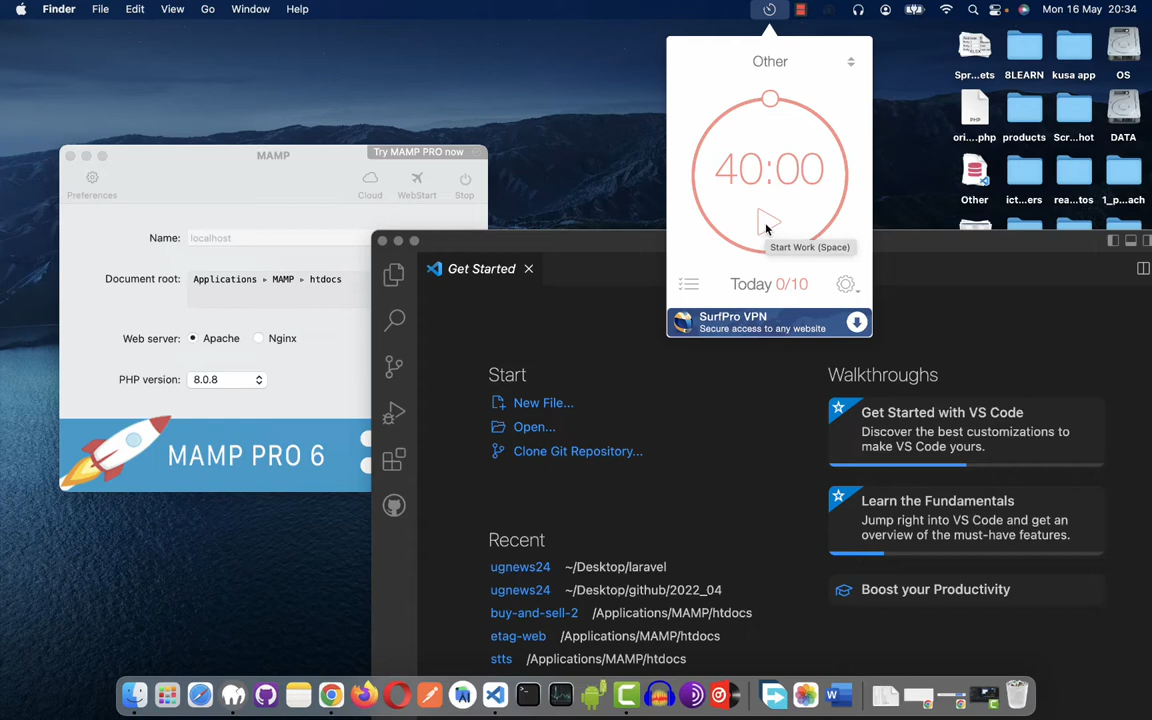 Finder File Edit View Go Window Help
Mon 16 May 20:34
Other
40:00
Start Work (Space)
Today 0/10
SurfPro VPN
Secure access to any website
Spr...ets
8LEARN
kusa app
OS
ori....php
products
Scr...hot
DATA
Other
ict...ers
rea...tos
1_p...ach
PHP
MAMP
Try MAMP PRO now
Preferences
Cloud
WebStart
Stop
Name: localhost
Document root: Applications ▸ MAMP ▸ htdocs
Web server: Apache Nginx
PHP version: 8.0.8
MAMP PRO 6
Get Started
Start
New File...
Open...
Clone Git Repository...
Recent
ugnews24 ~/Desktop/laravel
ugnews24 ~/Desktop/github/2022_04
buy-and-sell-2 /Applications/MAMP/htdocs
etag-web /Applications/MAMP/htdocs
stts /Applications/MAMP/htdocs
Walkthroughs
Get Started with VS Code
Discover the best customizations to
make VS Code yours.
Learn the Fundamentals
Jump right into VS Code and get an
overview of the must-have features.
Boost your Productivity